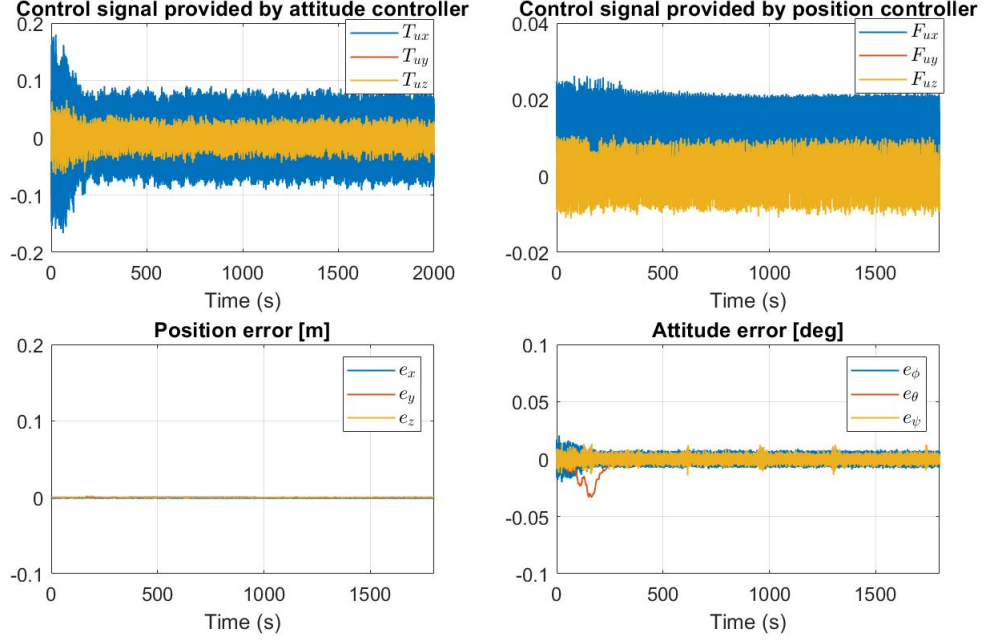 Control signal provided by attitude controller
0.2
0.1
0
-0.1
-0.2
T_ux
T_uy
T_uz
0 500 1000 1500 2000
Time (s)
Control signal provided by position controller
0.04
0.02
0
-0.02
F_ux
F_uy
F_uz
0 500 1000 1500
Time (s)
Position error [m]
0.2
0.1
0
-0.1
e_x
e_y
e_z
0 500 1000 1500
Time (s)
Attitude error [deg]
0.1
0.05
0
-0.05
-0.1
e_ϕ
e_θ
e_ψ
0 500 1000 1500
Time (s)